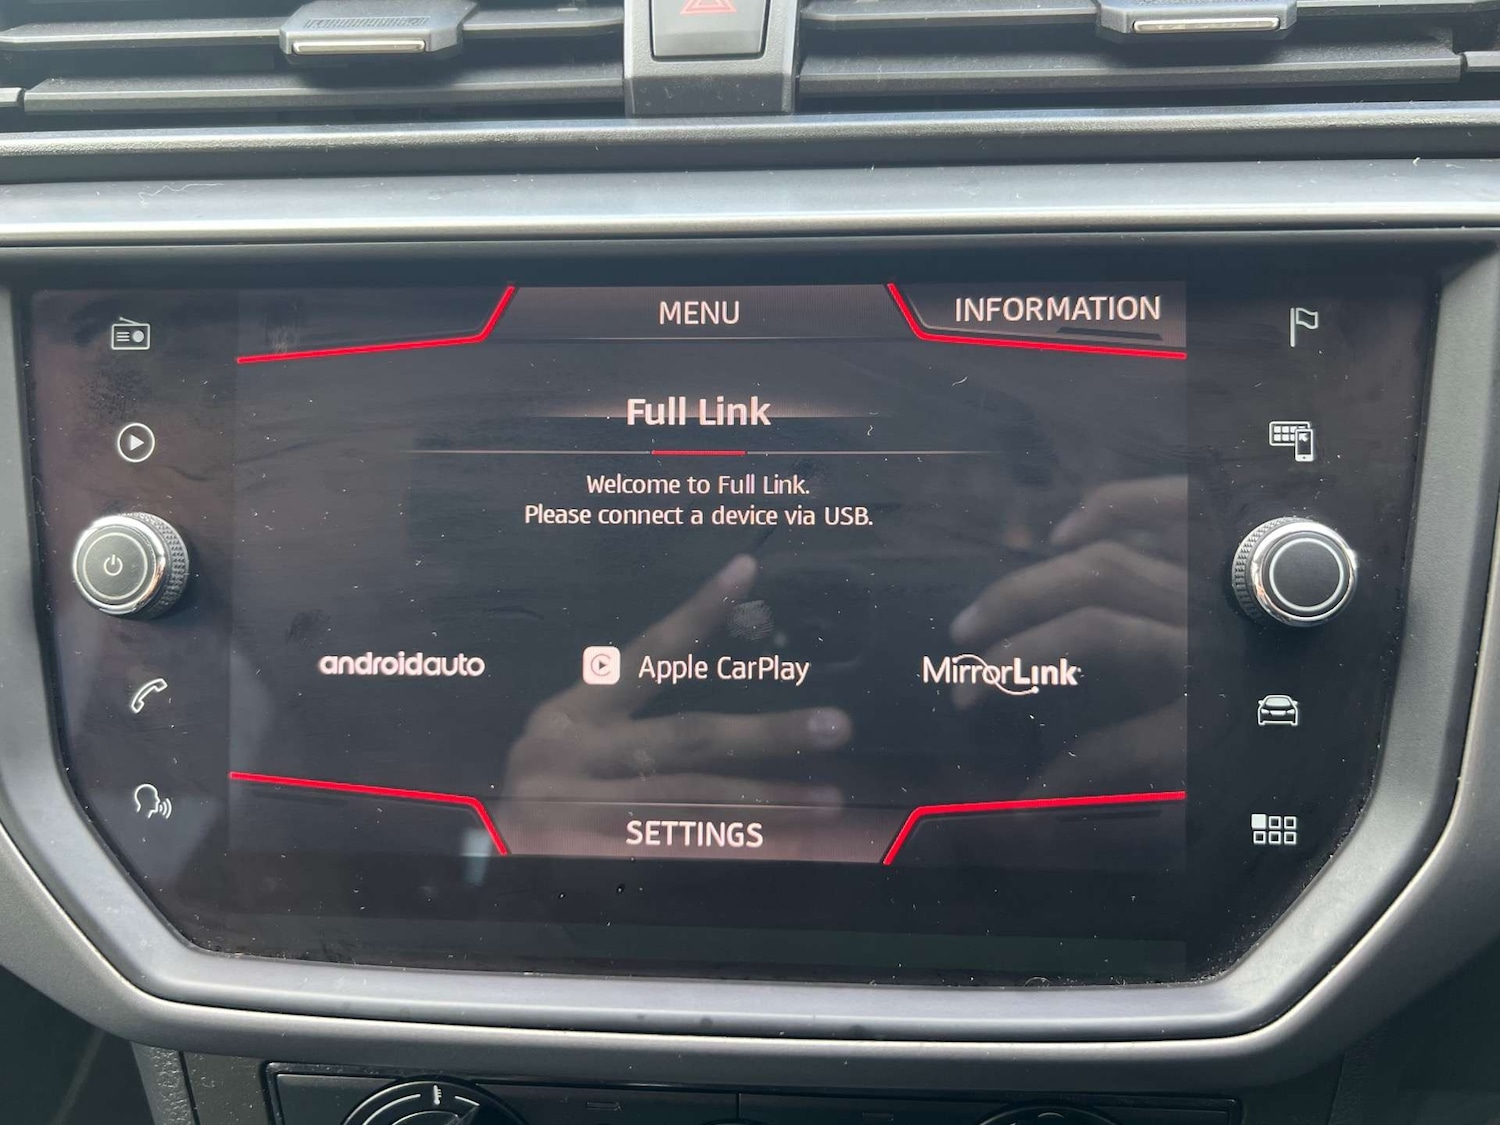 MENU
INFORMATION
Full Link
Welcome to Full Link.
Please connect a device via USB.
androidauto
Apple CarPlay
MirrorLink
SETTINGS